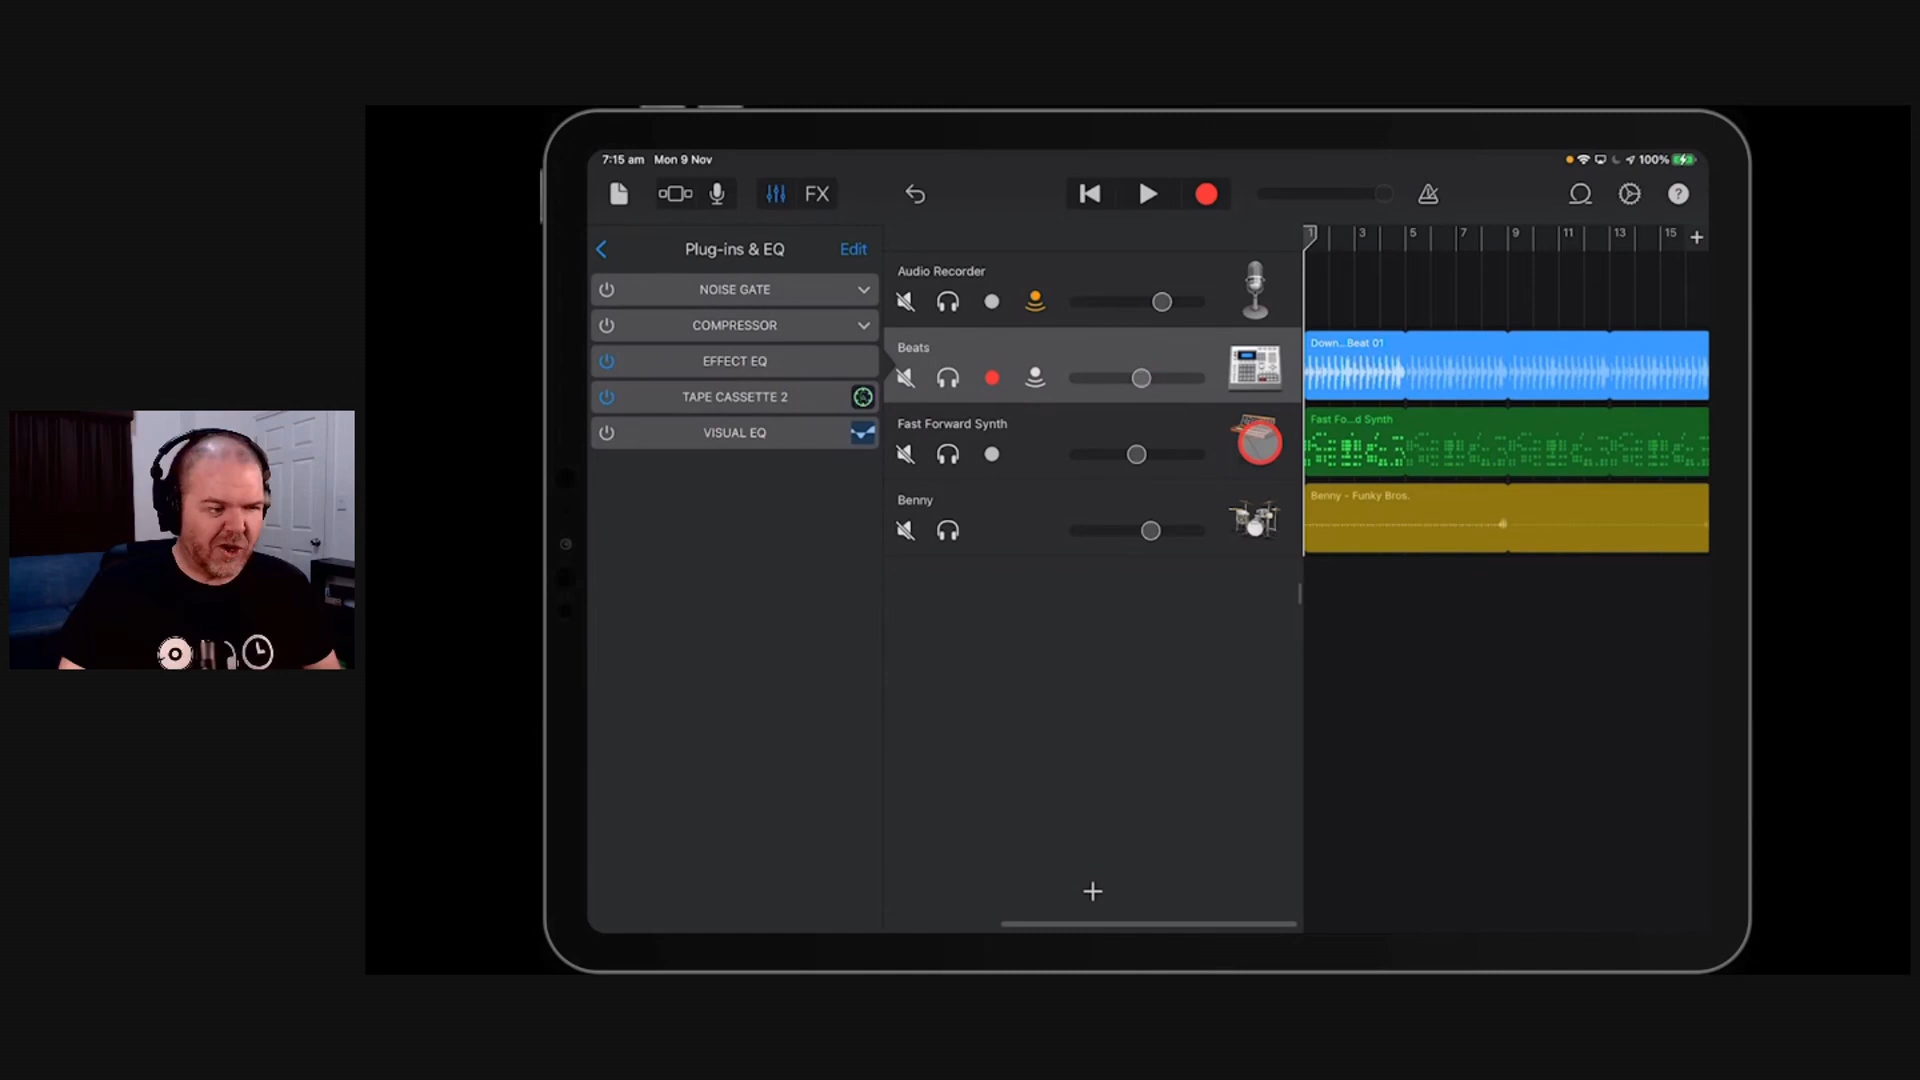 7:15 am Mon 9 Nov
100%
FX
?
Plug-ins & EQ
Edit
1 3 5 7 9 11 13 15
NOISE GATE
COMPRESSOR
EFFECT EQ
TAPE CASSETTE 2
VISUAL EQ
Audio Recorder
Beats
Fast Forward Synth
Benny
Down...Beat 01
Fast Fo...d Synth
Benny - Funky Bros.